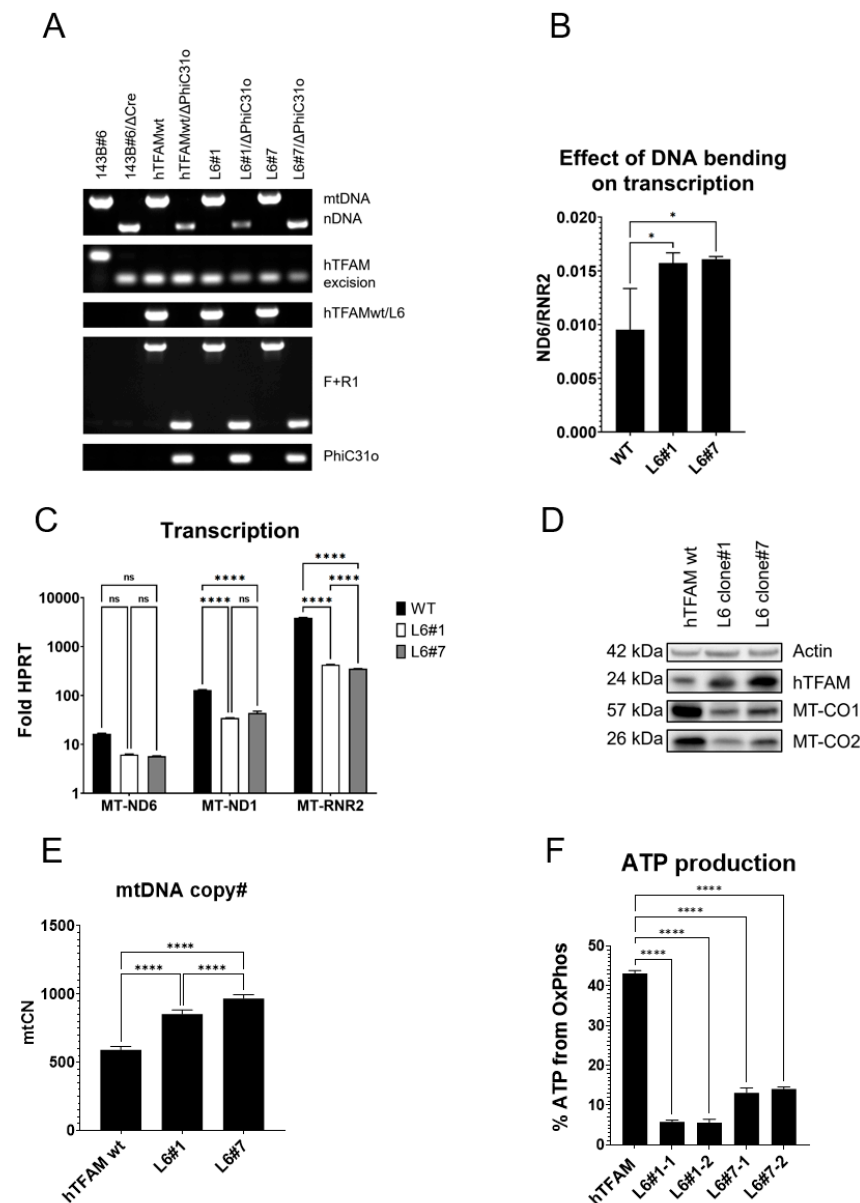 A
143B#6
143B#6/ΔCre
hTFAMwt
hTFAMwt/ΔPhiC31o
L6#1
L6#1/ΔPhiC31o
L6#7
L6#7/ΔPhiC31o
mtDNA
nDNA
hTFAM
excision
hTFAMwt/L6
F+R1
PhiC31o
B
Effect of DNA bending
on transcription
ND6/RNR2
0.020
0.015
0.010
0.005
0.000
*
*
WT
L6#1
L6#7
C
Transcription
Fold HPRT
10000
1000
100
10
1
ns
ns
ns
****
****
ns
****
****
****
MT-ND6
MT-ND1
MT-RNR2
WT
L6#1
L6#7
D
hTFAM wt
L6 clone#1
L6 clone#7
42 kDa Actin
24 kDa hTFAM
57 kDa MT-CO1
26 kDa MT-CO2
E
mtDNA copy#
mtCN
1500
1000
500
0
****
****
****
hTFAM wt
L6#1
L6#7
F
ATP production
% ATP from OxPhos
50
40
30
20
10
0
****
****
****
****
hTFAM
L6#1-1
L6#1-2
L6#7-1
L6#7-2